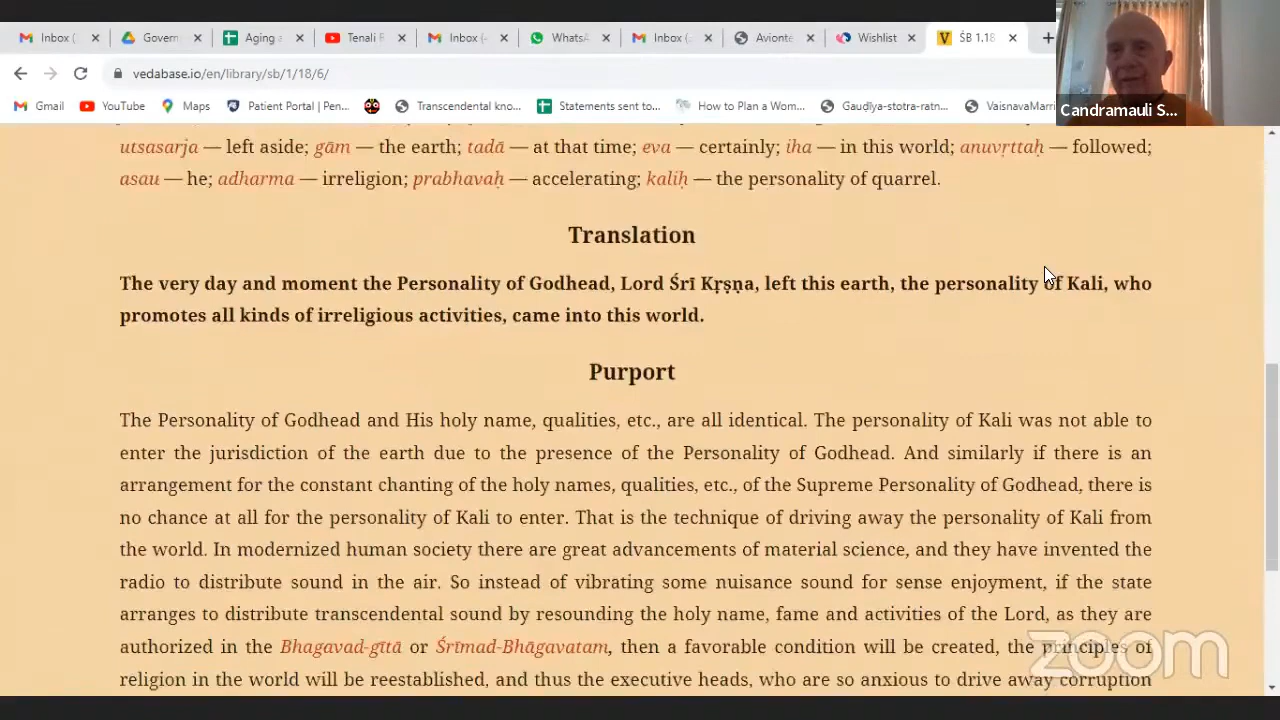 Inbox (
Govern
Aging a
Tenali F
Inbox (-
WhatsA
Inbox (
Avionte
Wishlist
V ŚB 1.18
vedabase.io/en/library/sb/1/18/6/
Candramauli S...
Gmail
YouTube
Maps
Patient Portal | Pen...
Transcendental kno...
Statements sent to...
How to Plan a Wom...
Gauḍīya-stotra-ratn...
VaisnavaMarri
utsasarja — left aside; gām — the earth; tadā — at that time; eva — certainly; iha — in this world; anuvṛttaḥ — followed;
asau — he; adharma — irreligion; prabhavaḥ — accelerating; kaliḥ — the personality of quarrel.
Translation
The very day and moment the Personality of Godhead, Lord Śrī Kṛṣṇa, left this earth, the personality of Kali, who
promotes all kinds of irreligious activities, came into this world.
Purport
The Personality of Godhead and His holy name, qualities, etc., are all identical. The personality of Kali was not able to
enter the jurisdiction of the earth due to the presence of the Personality of Godhead. And similarly if there is an
arrangement for the constant chanting of the holy names, qualities, etc., of the Supreme Personality of Godhead, there is
no chance at all for the personality of Kali to enter. That is the technique of driving away the personality of Kali from
the world. In modernized human society there are great advancements of material science, and they have invented the
radio to distribute sound in the air. So instead of vibrating some nuisance sound for sense enjoyment, if the state
arranges to distribute transcendental sound by resounding the holy name, fame and activities of the Lord, as they are
authorized in the Bhagavad-gītā or Śrīmad-Bhāgavatam, then a favorable condition will be created, the principles of
religion in the world will be reestablished, and thus the executive heads, who are so anxious to drive away corruption
zoom